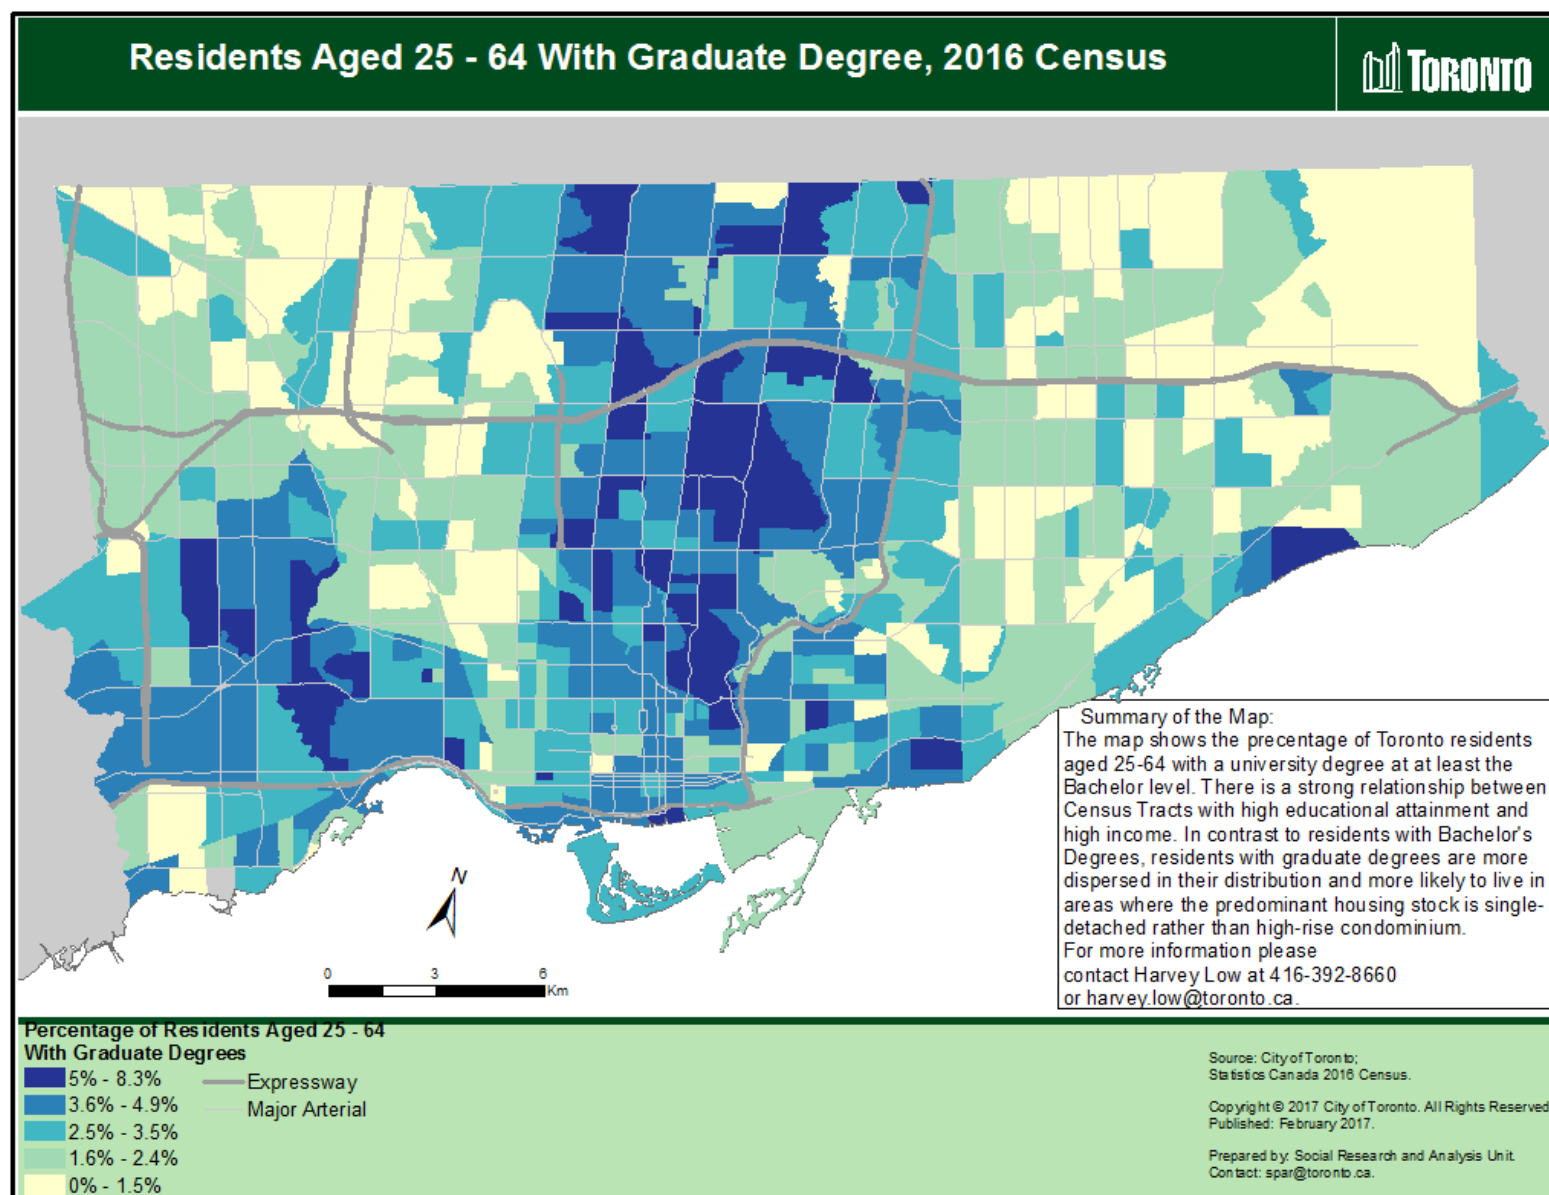 Residents Aged 25 - 64 With Graduate Degree, 2016 Census
TORONTO
Summary of the Map:
The map shows the precentage of Toronto residents
aged 25-64 with a university degree at at least the
Bachelor level. There is a strong relationship between
Census Tracts with high educational attainment and
high income. In contrast to residents with Bachelor's
Degrees, residents with graduate degrees are more
dispersed in their distribution and more likely to live in
areas where the predominant housing stock is single-
detached rather than high-rise condominium.
For more information please
contact Harvey Low at 416-392-8660
or harvey.low@toronto.ca.
N
0 3 6
Km
Percentage of Residents Aged 25 - 64
With Graduate Degrees
5% - 8.3%
3.6% - 4.9%
2.5% - 3.5%
1.6% - 2.4%
0% - 1.5%
Expressway
Major Arterial
Source: City of Toronto;
Statistics Canada 2016 Census.
Copyright © 2017 City of Toronto. All Rights Reserved
Published: February 2017.
Prepared by: Social Research and Analysis Unit.
Contact: spar@toronto.ca.